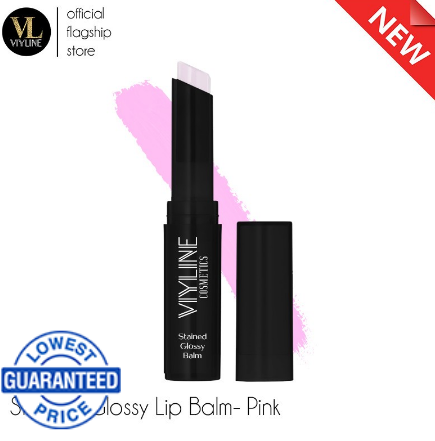 VL
VIYLINE
official
flagship
store
NEW
VIYLINE
COSMETICS
Stained
Glossy
Balm
LOWEST
GUARANTEED
PRICE
Glossy Lip Balm- Pink